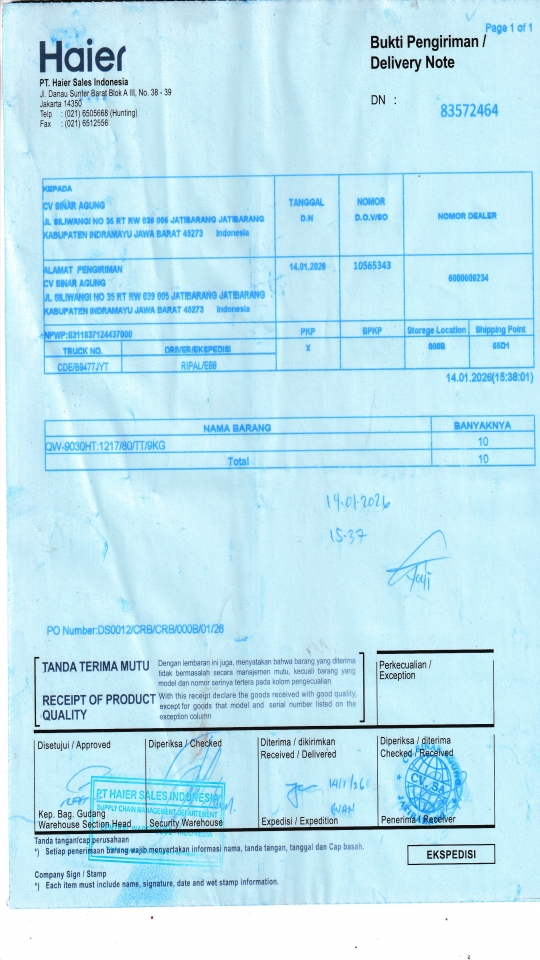 Page 1 of 1
Haier
Bukti Pengiriman /
Delivery Note
PT. Haier Sales Indonesia
Jl. Danau Sunter Barat Blok A III, No. 38 - 39
Jakarta 14350
Telp : (021) 6505668 (Hunting)
Fax : (021) 6512556
DN : 83572464
KEPADA
CV SINAR AGUNG
JL SILIWANGI NO 35 RT RW 039 005 JATIBARANG JATIBARANG
KABUPATEN INDRAMAYU JAWA BARAT 45273 Indonesia
TANGGAL D.N
NOMOR D.O.V/SO
NOMOR DEALER
ALAMAT PENGIRIMAN
CV SINAR AGUNG
JL SILIWANGI NO 35 RT RW 039 005 JATIBARANG JATIBARANG
KABUPATEN INDRAMAYU JAWA BARAT 45273 Indonesia
14.01.2026
10565343
6000609234
NPWP:0311837124437000
PKP BPKP Storege Location Shipping Point
TRUCK NO. DRIVER/EKSPEDISI X 000B 65D1
CDE/B9477JYT RIPAL/EBB
14.01.2026(15:38:01)
NAMA BARANG BANYAKNYA
QW-9030HT:1217/80/TT/9KG 10
Total 10
14-01-2026
15-37
PO Number:DS0012/CRB/CRB/000B/01/26
TANDA TERIMA MUTU
Dengan lembaran ini juga, menyatakan bahwa barang yang diterima
tidak bermasalah secara manajemen mutu, kecuali barang yang
model dan nomor serinya tertera pada kolom pengecualian
RECEIPT OF PRODUCT QUALITY
With this receipt declare the goods received with good quality,
except for goods that model and serial number listed on the
exception column
Perkecualian /
Exception
Disetujui / Approved
Diperiksa / Checked
Diterima / dikirimkan
Received / Delivered
Diperiksa / diterima
Checked / Received
PT HAIER SALES INDONESIA
SUPPLY CHAIN MANAGEMENT DEPARTEMENT
14/1/26
CV. SA
Kep. Bag. Gudang
Warehouse Section Head
Security Warehouse
Expedisi / Expedition
Penerima / Receiver
Tanda tangan/cap perusahaan
*) Setiap penerimaan barang wajib menyertakan informasi nama, tanda tangan, tanggal dan Cap basah.
EKSPEDISI
Company Sign / Stamp
*) Each item must include name, signature, date and wet stamp information.